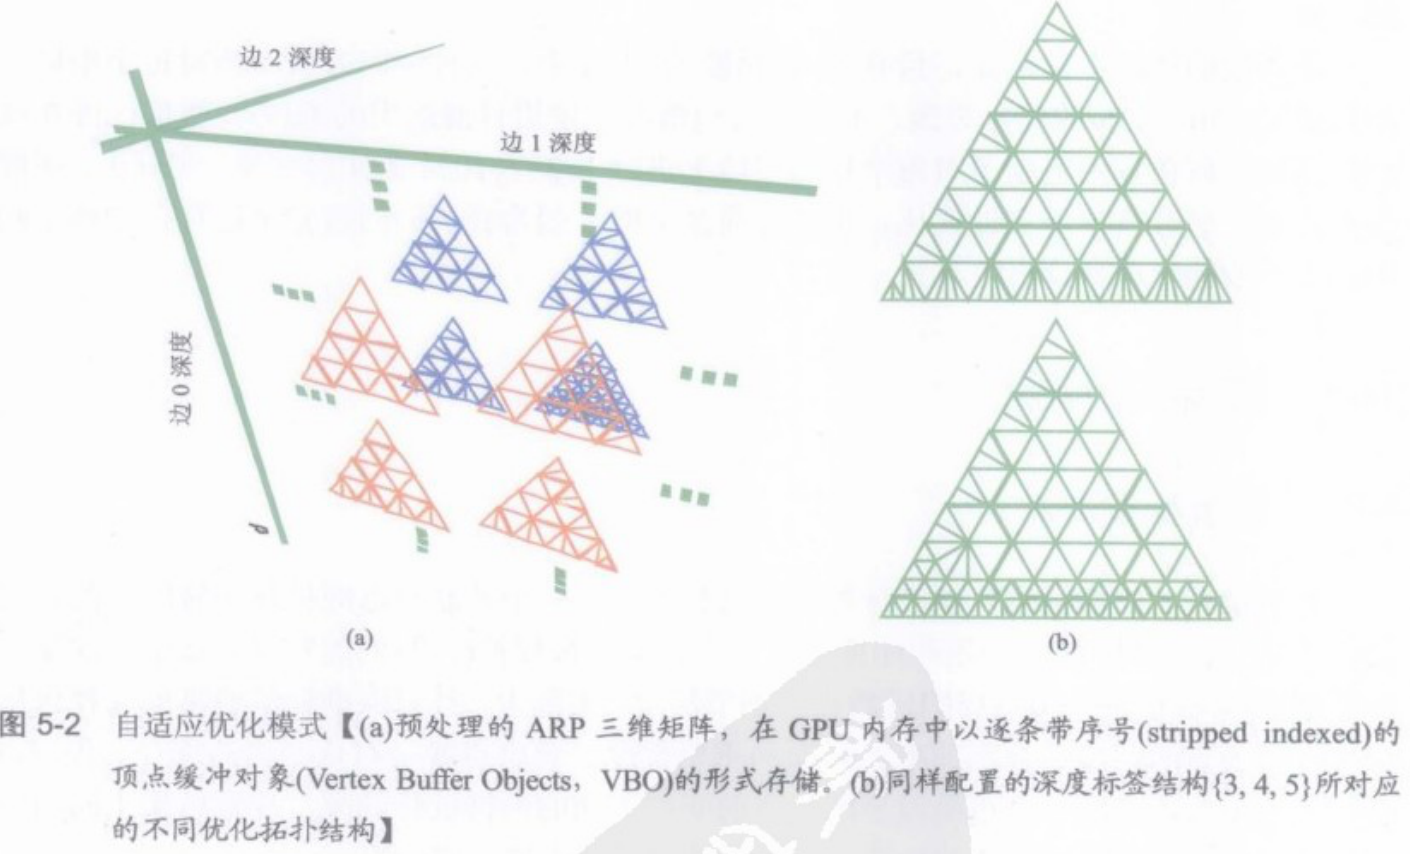 边 2 深度
边 1 深度
边 0 深度
d
(a)
(b)
图 5-2 自适应优化模式【(a)预处理的 ARP 三维矩阵，在 GPU 内存中以逐条带序号(stripped indexed)的
顶点缓冲对象(Vertex Buffer Objects，VBO)的形式存储。(b)同样配置的深度标签结构{3, 4, 5}所对应
的不同优化拓扑结构】